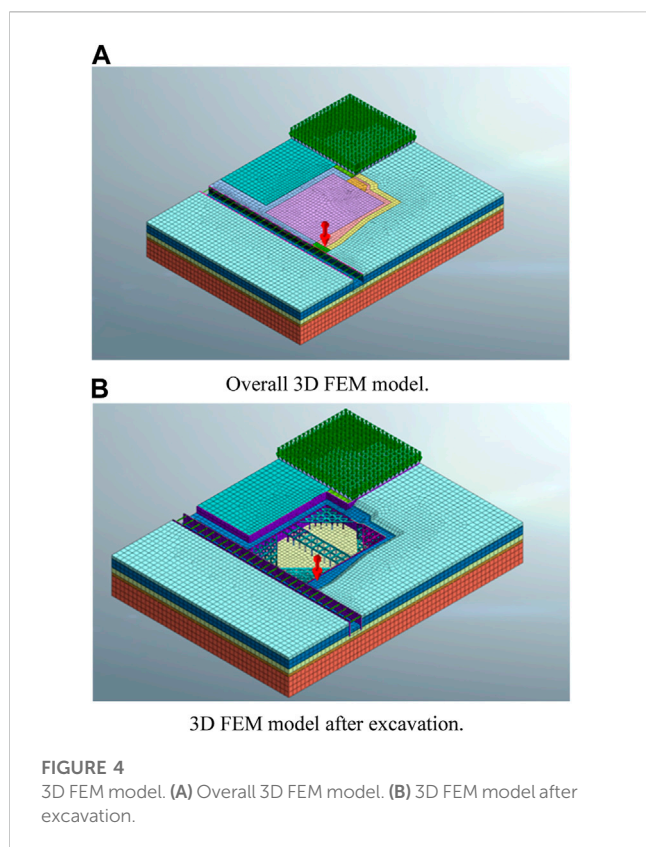 A
Overall 3D FEM model.
B
3D FEM model after excavation.
FIGURE 4
3D FEM model. (A) Overall 3D FEM model. (B) 3D FEM model after
excavation.